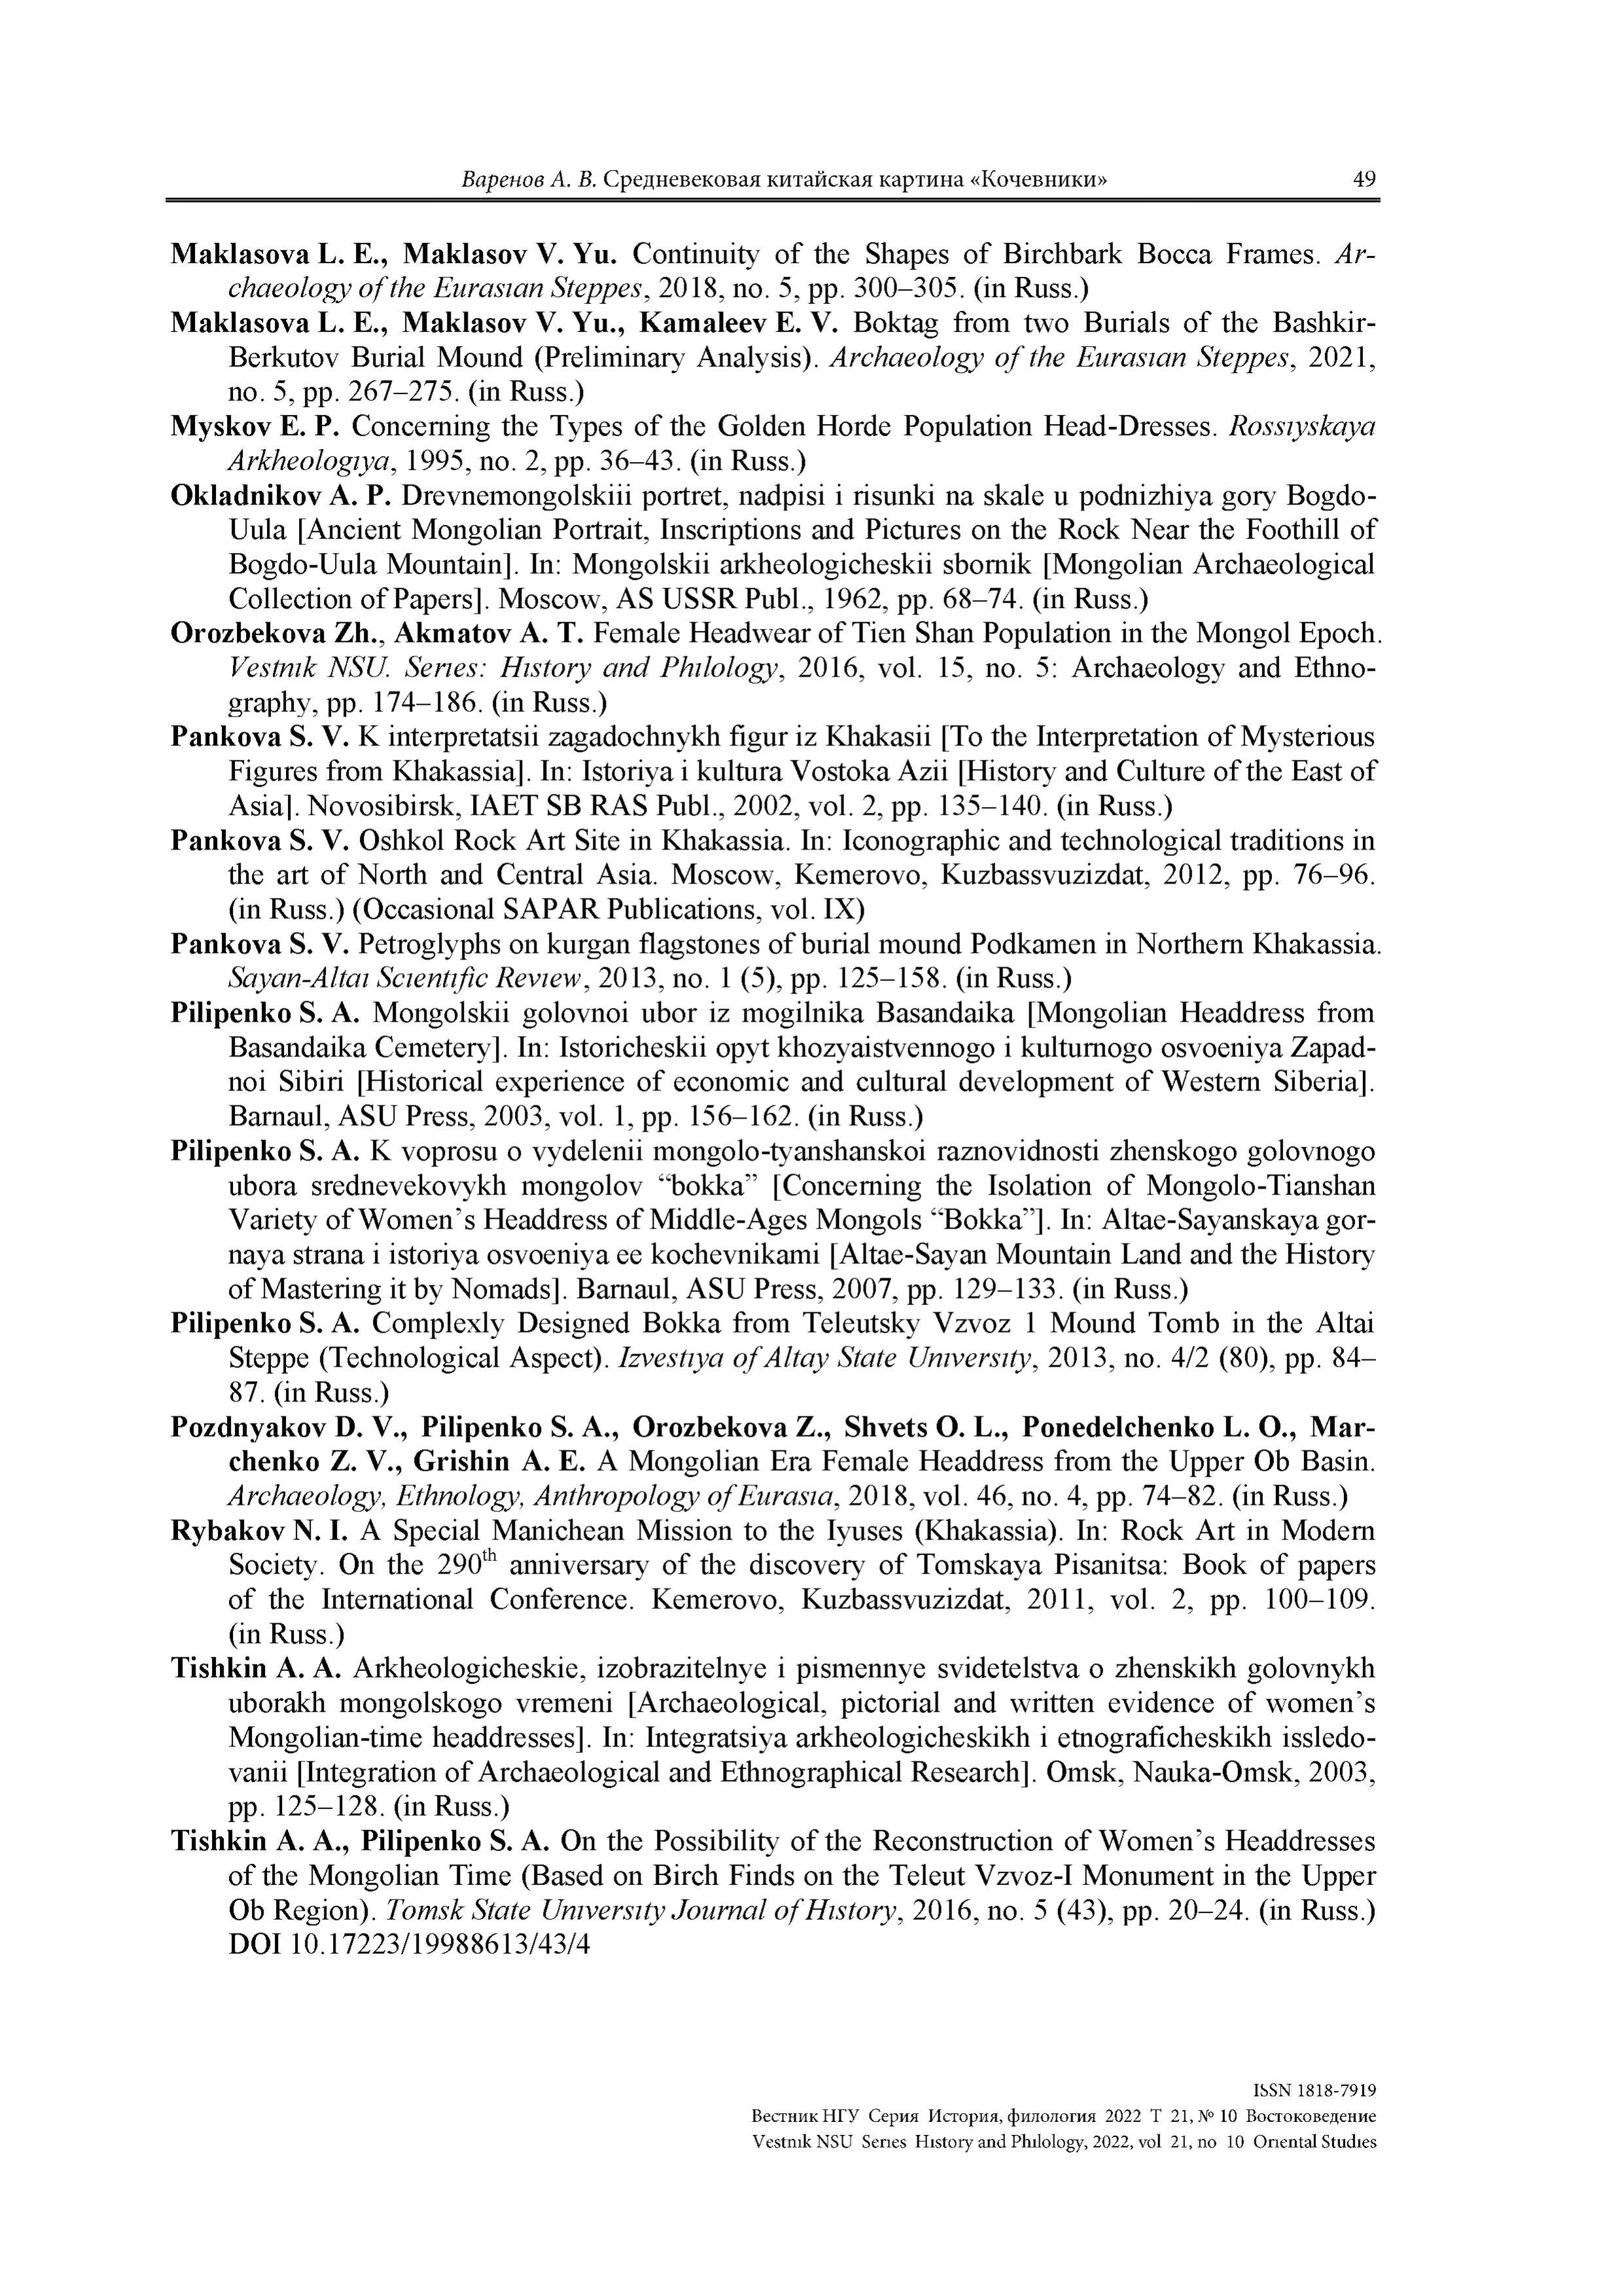 Варенов А. В. Средневековая китайская картина «Кочевники» 49
Maklasova L. E., Maklasov V. Yu. Continuity of the Shapes of Birchbark Bocca Frames. Ar-
chaeology of the Eurasian Steppes, 2018, no. 5, pp. 300–305. (in Russ.)
Maklasova L. E., Maklasov V. Yu., Kamaleev E. V. Boktag from two Burials of the Bashkir-
Berkutov Burial Mound (Preliminary Analysis). Archaeology of the Eurasian Steppes, 2021,
no. 5, pp. 267–275. (in Russ.)
Myskov E. P. Concerning the Types of the Golden Horde Population Head-Dresses. Rossiyskaya
Arkheologiya, 1995, no. 2, pp. 36–43. (in Russ.)
Okladnikov A. P. Drevnemongolskiii portret, nadpisi i risunki na skale u podnizhiya gory Bogdo-
Uula [Ancient Mongolian Portrait, Inscriptions and Pictures on the Rock Near the Foothill of
Bogdo-Uula Mountain]. In: Mongolskii arkheologicheskii sbornik [Mongolian Archaeological
Collection of Papers]. Moscow, AS USSR Publ., 1962, pp. 68–74. (in Russ.)
Orozbekova Zh., Akmatov A. T. Female Headwear of Tien Shan Population in the Mongol Epoch.
Vestnik NSU. Series: History and Philology, 2016, vol. 15, no. 5: Archaeology and Ethno-
graphy, pp. 174–186. (in Russ.)
Pankova S. V. K interpretatsii zagadochnykh figur iz Khakasii [To the Interpretation of Mysterious
Figures from Khakassia]. In: Istoriya i kultura Vostoka Azii [History and Culture of the East of
Asia]. Novosibirsk, IAET SB RAS Publ., 2002, vol. 2, pp. 135–140. (in Russ.)
Pankova S. V. Oshkol Rock Art Site in Khakassia. In: Iconographic and technological traditions in
the art of North and Central Asia. Moscow, Kemerovo, Kuzbassvuzizdat, 2012, pp. 76–96.
(in Russ.) (Occasional SAPAR Publications, vol. IX)
Pankova S. V. Petroglyphs on kurgan flagstones of burial mound Podkamen in Northern Khakassia.
Sayan-Altai Scientific Review, 2013, no. 1 (5), pp. 125–158. (in Russ.)
Pilipenko S. A. Mongolskii golovnoi ubor iz mogilnika Basandaika [Mongolian Headdress from
Basandaika Cemetery]. In: Istoricheskii opyt khozyaistvennogo i kulturnogo osvoeniya Zapad-
noi Sibiri [Historical experience of economic and cultural development of Western Siberia].
Barnaul, ASU Press, 2003, vol. 1, pp. 156–162. (in Russ.)
Pilipenko S. A. K voprosu o vydelenii mongolo-tyanshanskoi raznovidnosti zhenskogo golovnogo
ubora srednevekovykh mongolov “bokka” [Concerning the Isolation of Mongolo-Tianshan
Variety of Women’s Headdress of Middle-Ages Mongols “Bokka”]. In: Altae-Sayanskaya gor-
naya strana i istoriya osvoeniya ee kochevnikami [Altae-Sayan Mountain Land and the History
of Mastering it by Nomads]. Barnaul, ASU Press, 2007, pp. 129–133. (in Russ.)
Pilipenko S. A. Complexly Designed Bokka from Teleutsky Vzvoz 1 Mound Tomb in the Altai
Steppe (Technological Aspect). Izvestiya of Altay State University, 2013, no. 4/2 (80), pp. 84–
87. (in Russ.)
Pozdnyakov D. V., Pilipenko S. A., Orozbekova Z., Shvets O. L., Ponedelchenko L. O., Mar-
chenko Z. V., Grishin A. E. A Mongolian Era Female Headdress from the Upper Ob Basin.
Archaeology, Ethnology, Anthropology of Eurasia, 2018, vol. 46, no. 4, pp. 74–82. (in Russ.)
Rybakov N. I. A Special Manichean Mission to the Iyuses (Khakassia). In: Rock Art in Modern
Society. On the 290th anniversary of the discovery of Tomskaya Pisanitsa: Book of papers
of the International Conference. Kemerovo, Kuzbassvuzizdat, 2011, vol. 2, pp. 100–109.
(in Russ.)
Tishkin A. A. Arkheologicheskie, izobrazitelnye i pismennye svidetelstva o zhenskikh golovnykh
uborakh mongolskogo vremeni [Archaeological, pictorial and written evidence of women’s
Mongolian-time headdresses]. In: Integratsiya arkheologicheskikh i etnograficheskikh issledo-
vanii [Integration of Archaeological and Ethnographical Research]. Omsk, Nauka-Omsk, 2003,
pp. 125–128. (in Russ.)
Tishkin A. A., Pilipenko S. A. On the Possibility of the Reconstruction of Women’s Headdresses
of the Mongolian Time (Based on Birch Finds on the Teleut Vzvoz-I Monument in the Upper
Ob Region). Tomsk State University Journal of History, 2016, no. 5 (43), pp. 20–24. (in Russ.)
DOI 10.17223/19988613/43/4
ISSN 1818-7919
Вестник НГУ Серия История, филология 2022 Т 21, № 10 Востоковедение
Vestnik NSU Series History and Philology, 2022, vol 21, no 10 Oriental Studies